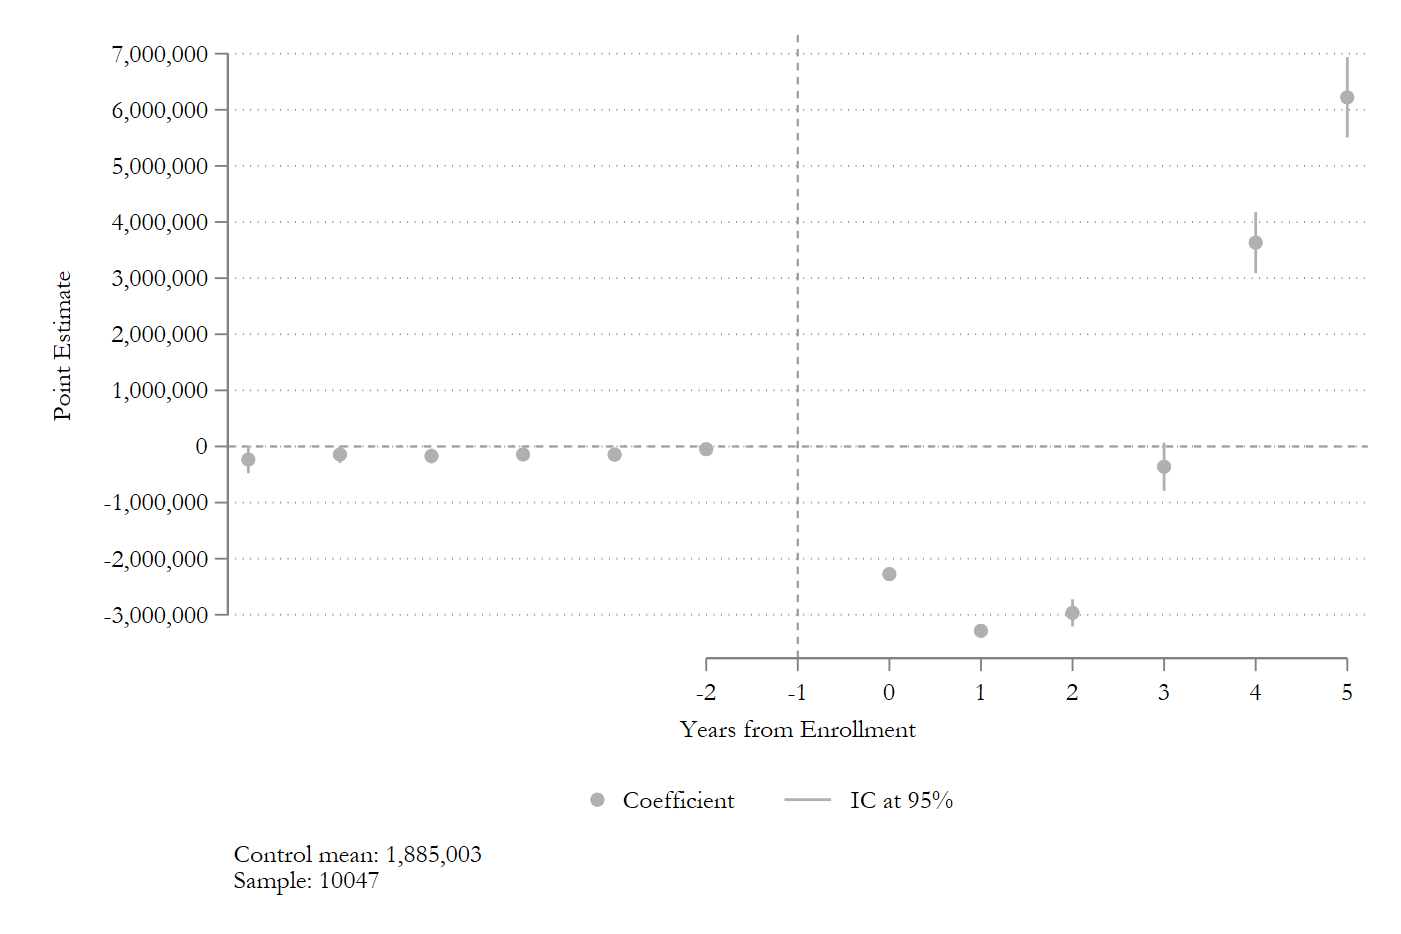 7,000,000
6,000,000
5,000,000
4,000,000
3,000,000
2,000,000
1,000,000
0
-1,000,000
-2,000,000
-3,000,000
Point Estimate
-2 -1 0 1 2 3 4 5
Years from Enrollment
Coefficient IC at 95%
Control mean: 1,885,003
Sample: 10047